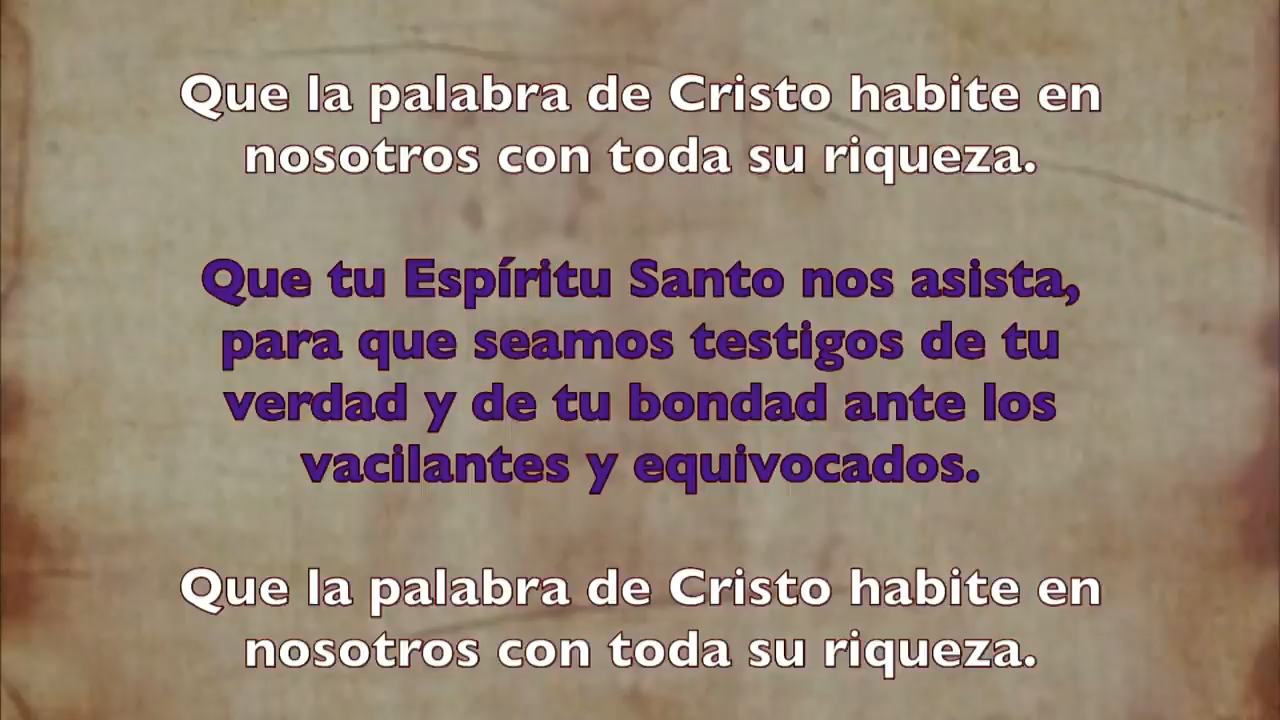 Que la palabra de Cristo habite en
nosotros con toda su riqueza.
Que tu Espíritu Santo nos asista,
para que seamos testigos de tu
verdad y de tu bondad ante los
vacilantes y equivocados.
Que la palabra de Cristo habite en
nosotros con toda su riqueza.